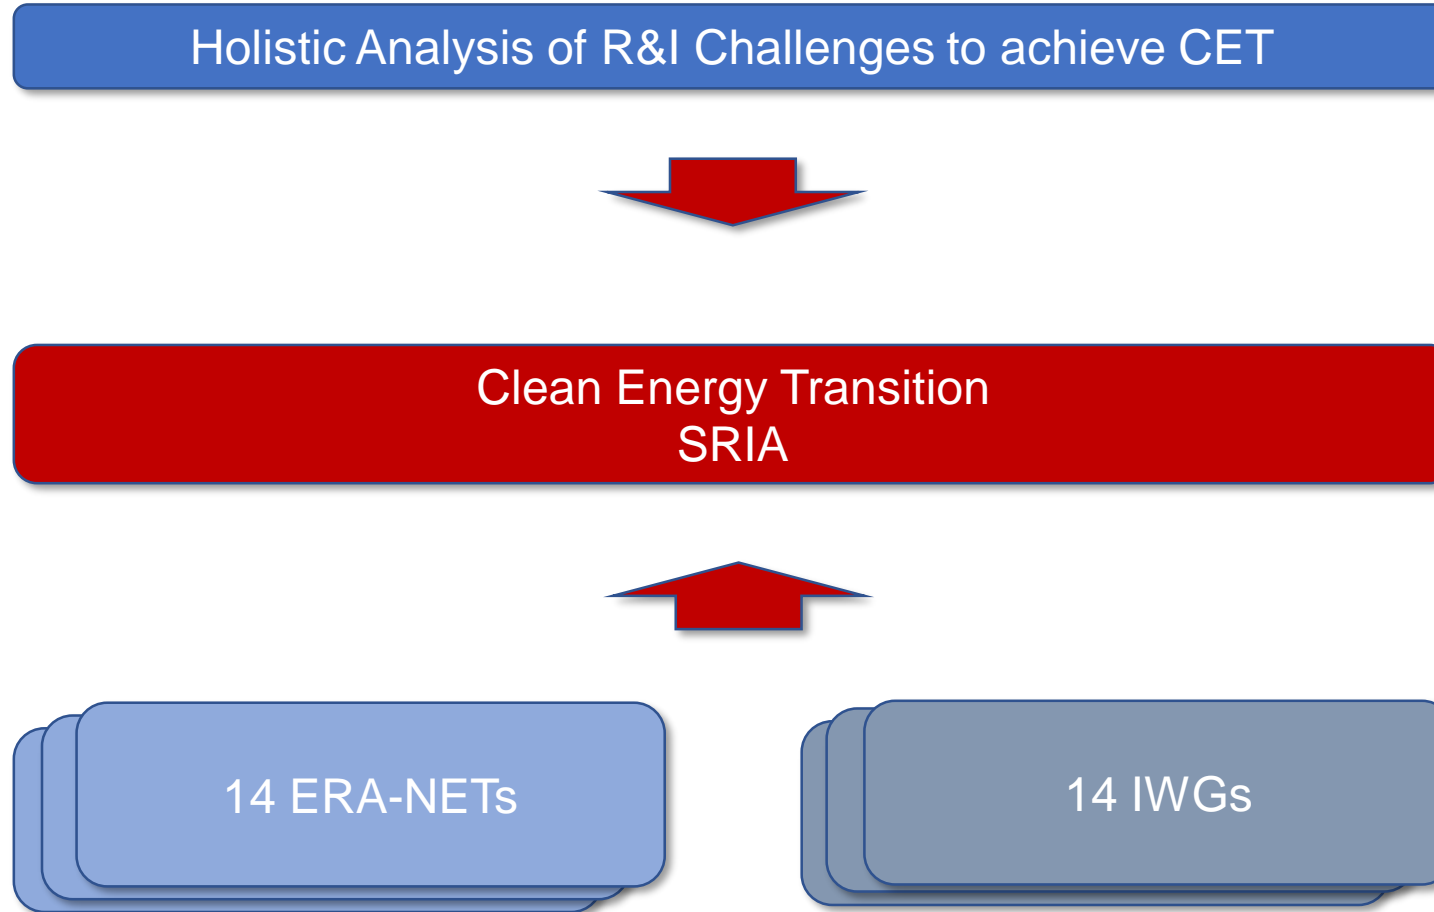 Holistic Analysis of R&I Challenges to achieve CET
Clean Energy Transition
SRIA
14 ERA-NETs
14 IWGs